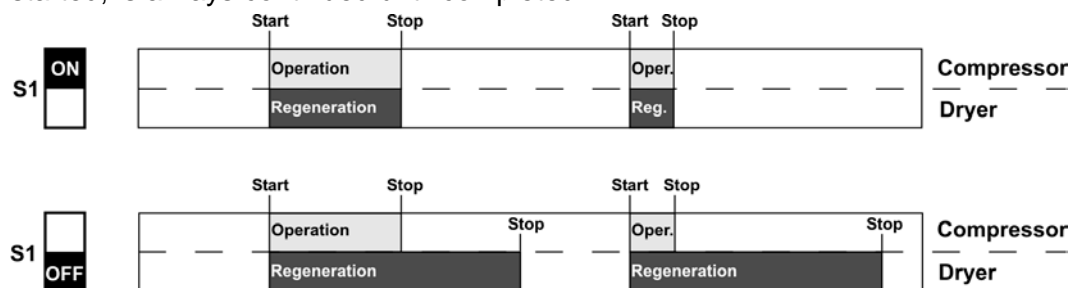 Start Stop Start Stop
S1 ON Operation Oper. Compressor
Regeneration Reg. Dryer
Start Stop Start Stop
S1 Operation Stop Oper. Stop Compressor
OFF Regeneration Regeneration Dryer